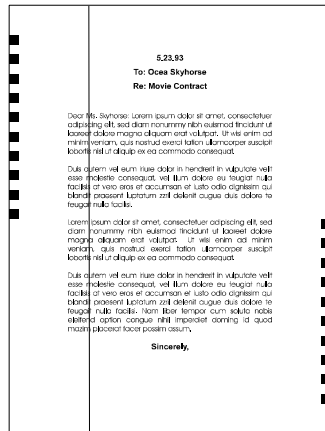 5.23.93
To: Ocea Skyhorse
Re: Movie Contract
Dear Ms. Skyhorse: Lorem ipsum dolor sit amet, consectetuer
adipiscing elit, sed diam nonummy nibh euismod tincidunt ut
laoreet dolore magna aliquam erat volutpat. Ut wisi enim ad
minim veniam, quis nostrud exerci tation ullamcorper suscipit
lobortis nisl ut aliquip ex ea commodo consequat.
Duis autem vel eum iriure dolor in hendrerit in vulputate velit
esse molestie consequat, vel illum dolore eu feugiat nulla
facilisis at vero eros et accumsan et iusto odio dignissim qui
blandit praesent luptatum zzril delenit augue duis dolore te
feugait nulla facilisi.
Lorem ipsum dolor sit amet, consectetuer adipiscing elit, sed
diam nonummy nibh euismod tincidunt ut laoreet dolore
magna aliquam erat volutpat. Ut wisi enim ad minim
veniam, quis nostrud exerci tation ullamcorper suscipit
lobortis nisl ut aliquip ex ea commodo consequat.
Duis autem vel eum iriure dolor in hendrerit in vulputate velit
esse molestie consequat, vel illum dolore eu feugiat nulla
facilisis at vero eros et accumsan et iusto odio dignissim qui
blandit praesent luptatum zzril delenit augue duis dolore te
feugait nulla facilisi. Nam liber tempor cum soluta nobis
eleifend option congue nihil imperdiet doming id quod
mazim placerat facer possim assum,
Sincerely,